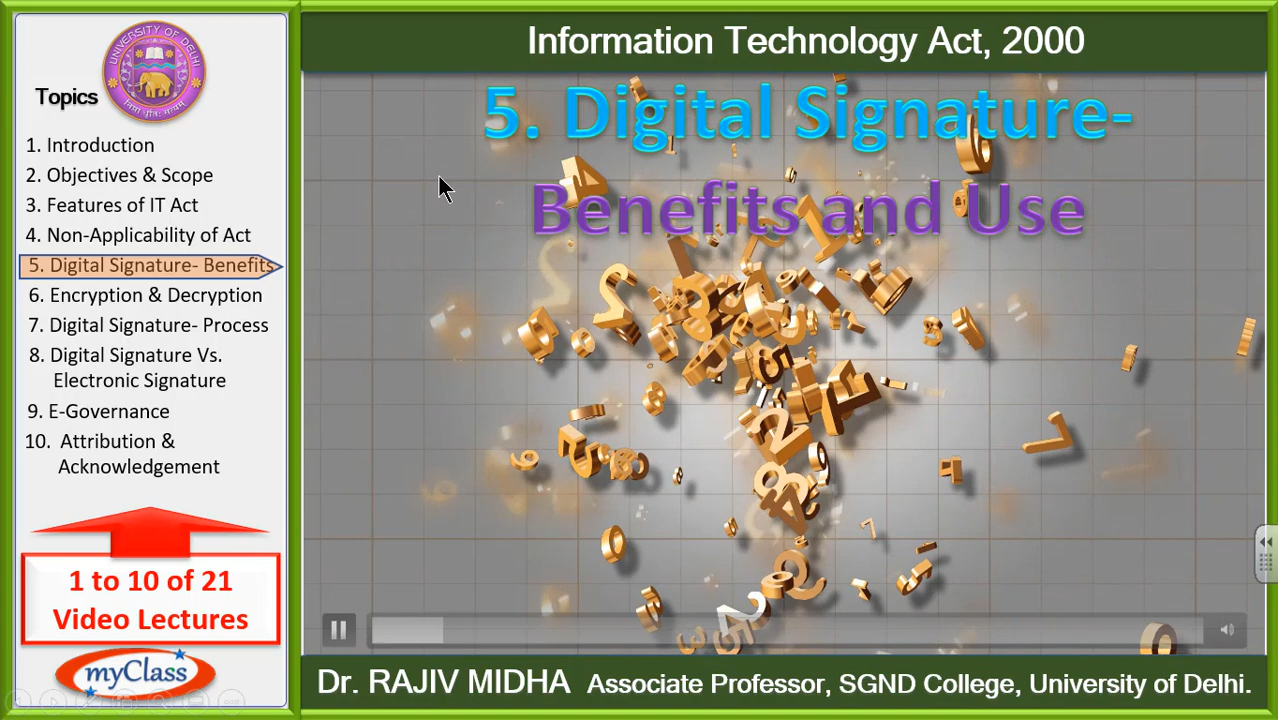 Information Technology Act, 2000
UNIVERSITY OF DELHI
Topics
1. Introduction
2. Objectives & Scope
3. Features of IT Act
4. Non-Applicability of Act
5. Digital Signature- Benefits
6. Encryption & Decryption
7. Digital Signature- Process
8. Digital Signature Vs.
Electronic Signature
9. E-Governance
10. Attribution &
Acknowledgement
1 to 10 of 21
Video Lectures
myClass
5. Digital Signature-
Benefits and Use
Dr. RAJIV MIDHA Associate Professor, SGND College, University of Delhi.